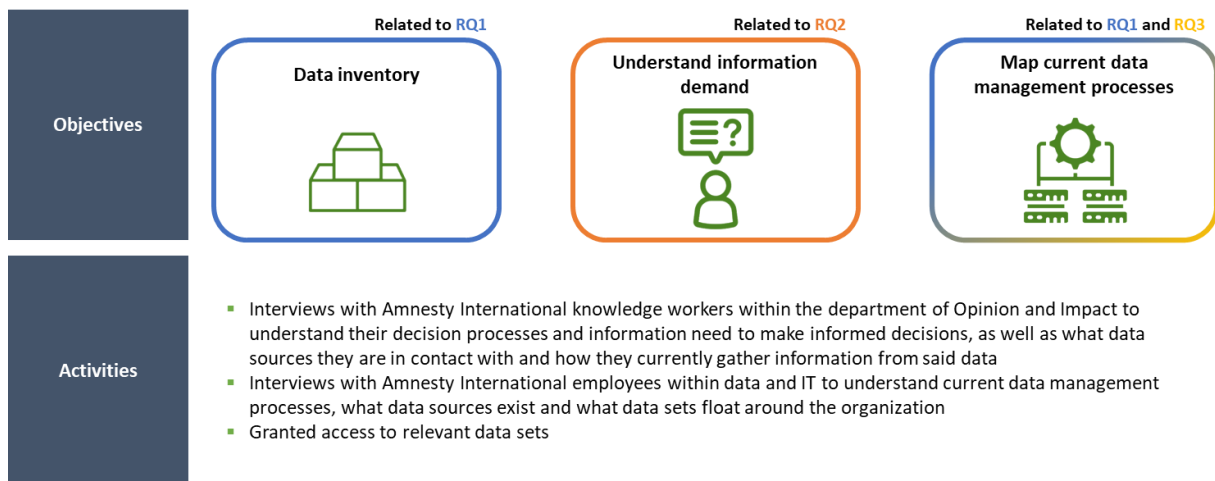 Related to RQ1
Related to RQ2
Related to RQ1 and RQ3
Objectives
Data inventory
Understand information
demand
?
Map current data
management processes
Activities
▪ Interviews with Amnesty International knowledge workers within the department of Opinion and Impact to
understand their decision processes and information need to make informed decisions, as well as what data
sources they are in contact with and how they currently gather information from said data
▪ Interviews with Amnesty International employees within data and IT to understand current data management
processes, what data sources exist and what data sets float around the organization
▪ Granted access to relevant data sets